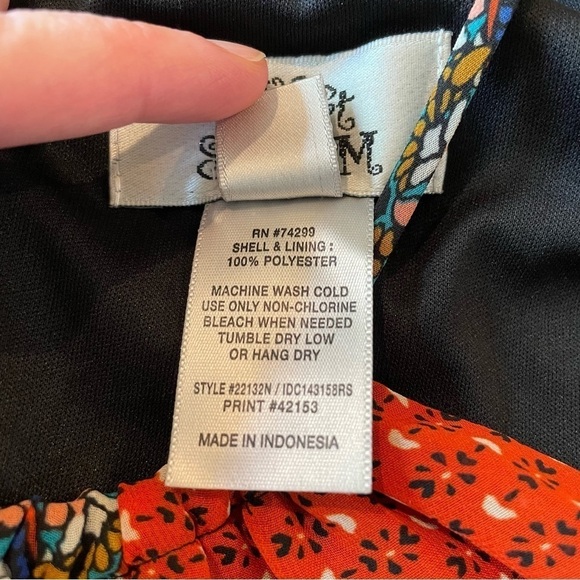 M
RN #74299
SHELL & LINING :
100% POLYESTER
MACHINE WASH COLD
USE ONLY NON-CHLORINE
BLEACH WHEN NEEDED
TUMBLE DRY LOW
OR HANG DRY
STYLE #22132N / IDC143158RS
PRINT #42153
MADE IN INDONESIA